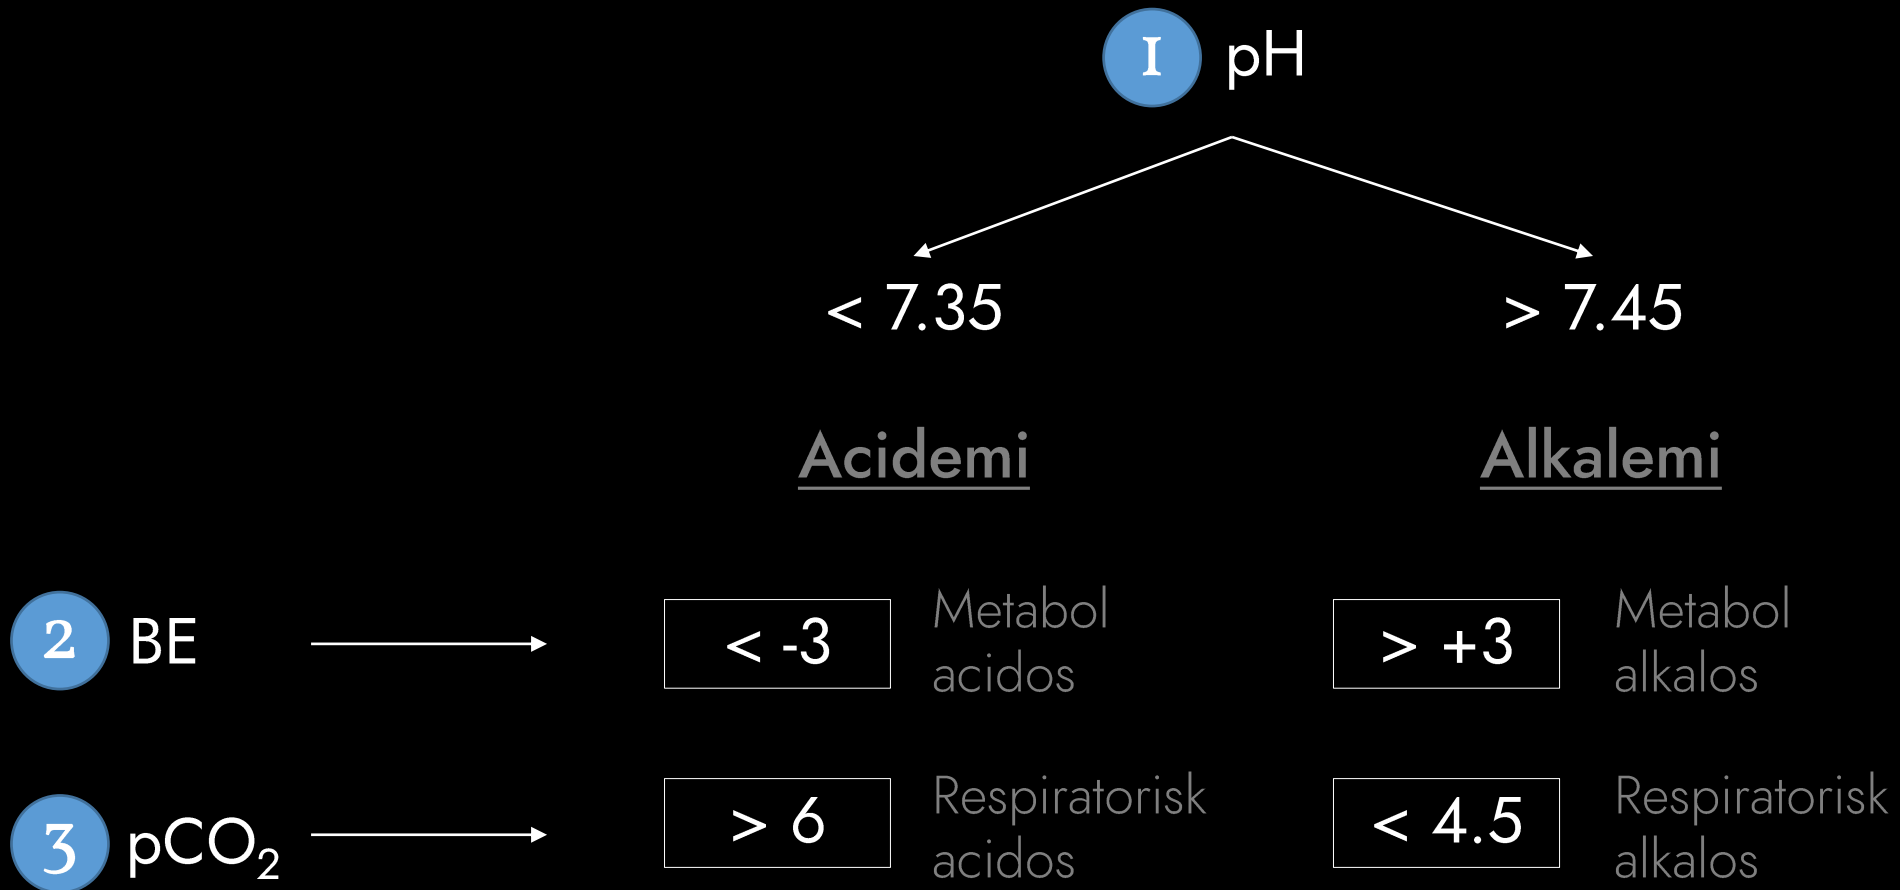 1 pH
< 7.35 > 7.45
Acidemi Alkalemi
2 BE < -3 Metabol acidos > +3 Metabol alkalos
3 pCO₂ > 6 Respiratorisk acidos < 4.5 Respiratorisk alkalos